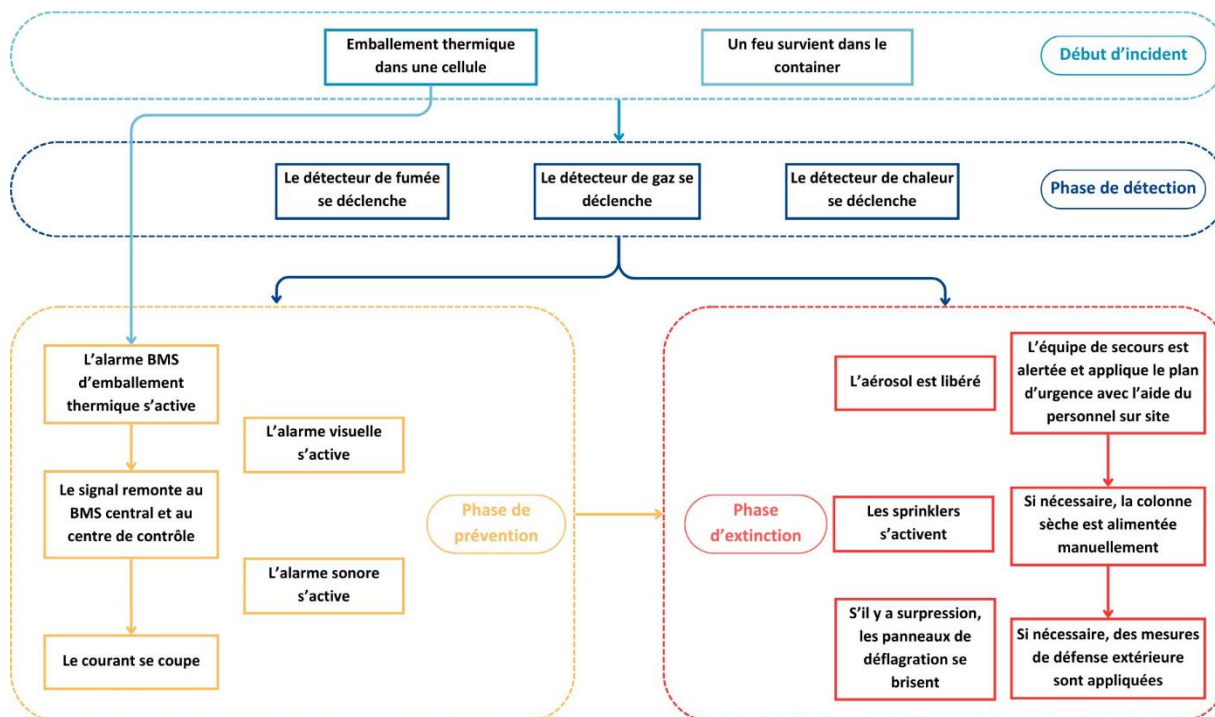 Emballement thermique
dans une cellule
Un feu survient dans le
container
Début d'incident
Le détecteur de fumée
se déclenche
Le détecteur de gaz se
déclenche
Le détecteur de chaleur
se déclenche
Phase de détection
L'alarme BMS
d'emballement
thermique s'active
L'alarme visuelle
s'active
Le signal remonte au
BMS central et au
centre de contrôle
L'alarme sonore
s'active
Le courant se coupe
Phase de
prévention
Phase
d'extinction
L'aérosol est libéré
Les sprinklers
s'activent
S'il y a surpression,
les panneaux de
déflagration se
brisent
L'équipe de secours est
alertée et applique le plan
d'urgence avec l'aide du
personnel sur site
Si nécessaire, la colonne
sèche est alimentée
manuellement
Si nécessaire, des mesures
de défense extérieure
sont appliquées